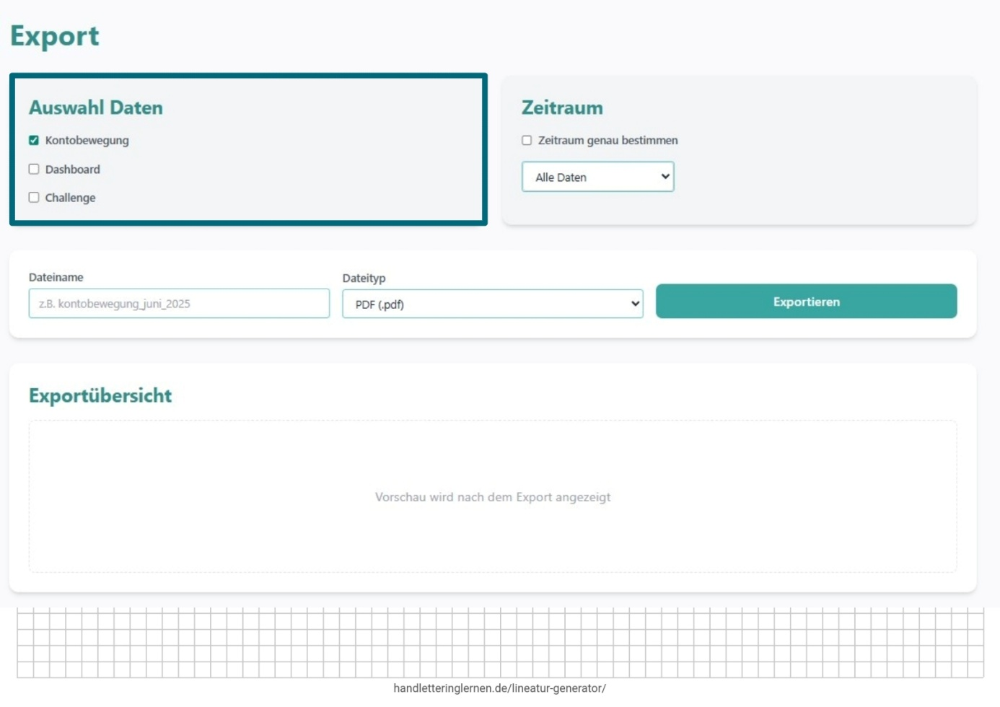 Export
Auswahl Daten
Kontobewegung
Dashboard
Challenge
Zeitraum
Zeitraum genau bestimmen
Alle Daten
Dateiname
z.B. kontobewegung_juni_2025
Dateityp
PDF (.pdf)
Exportieren
Exportübersicht
Vorschau wird nach dem Export angezeigt
handletteringlernen.de/lineatur-generator/